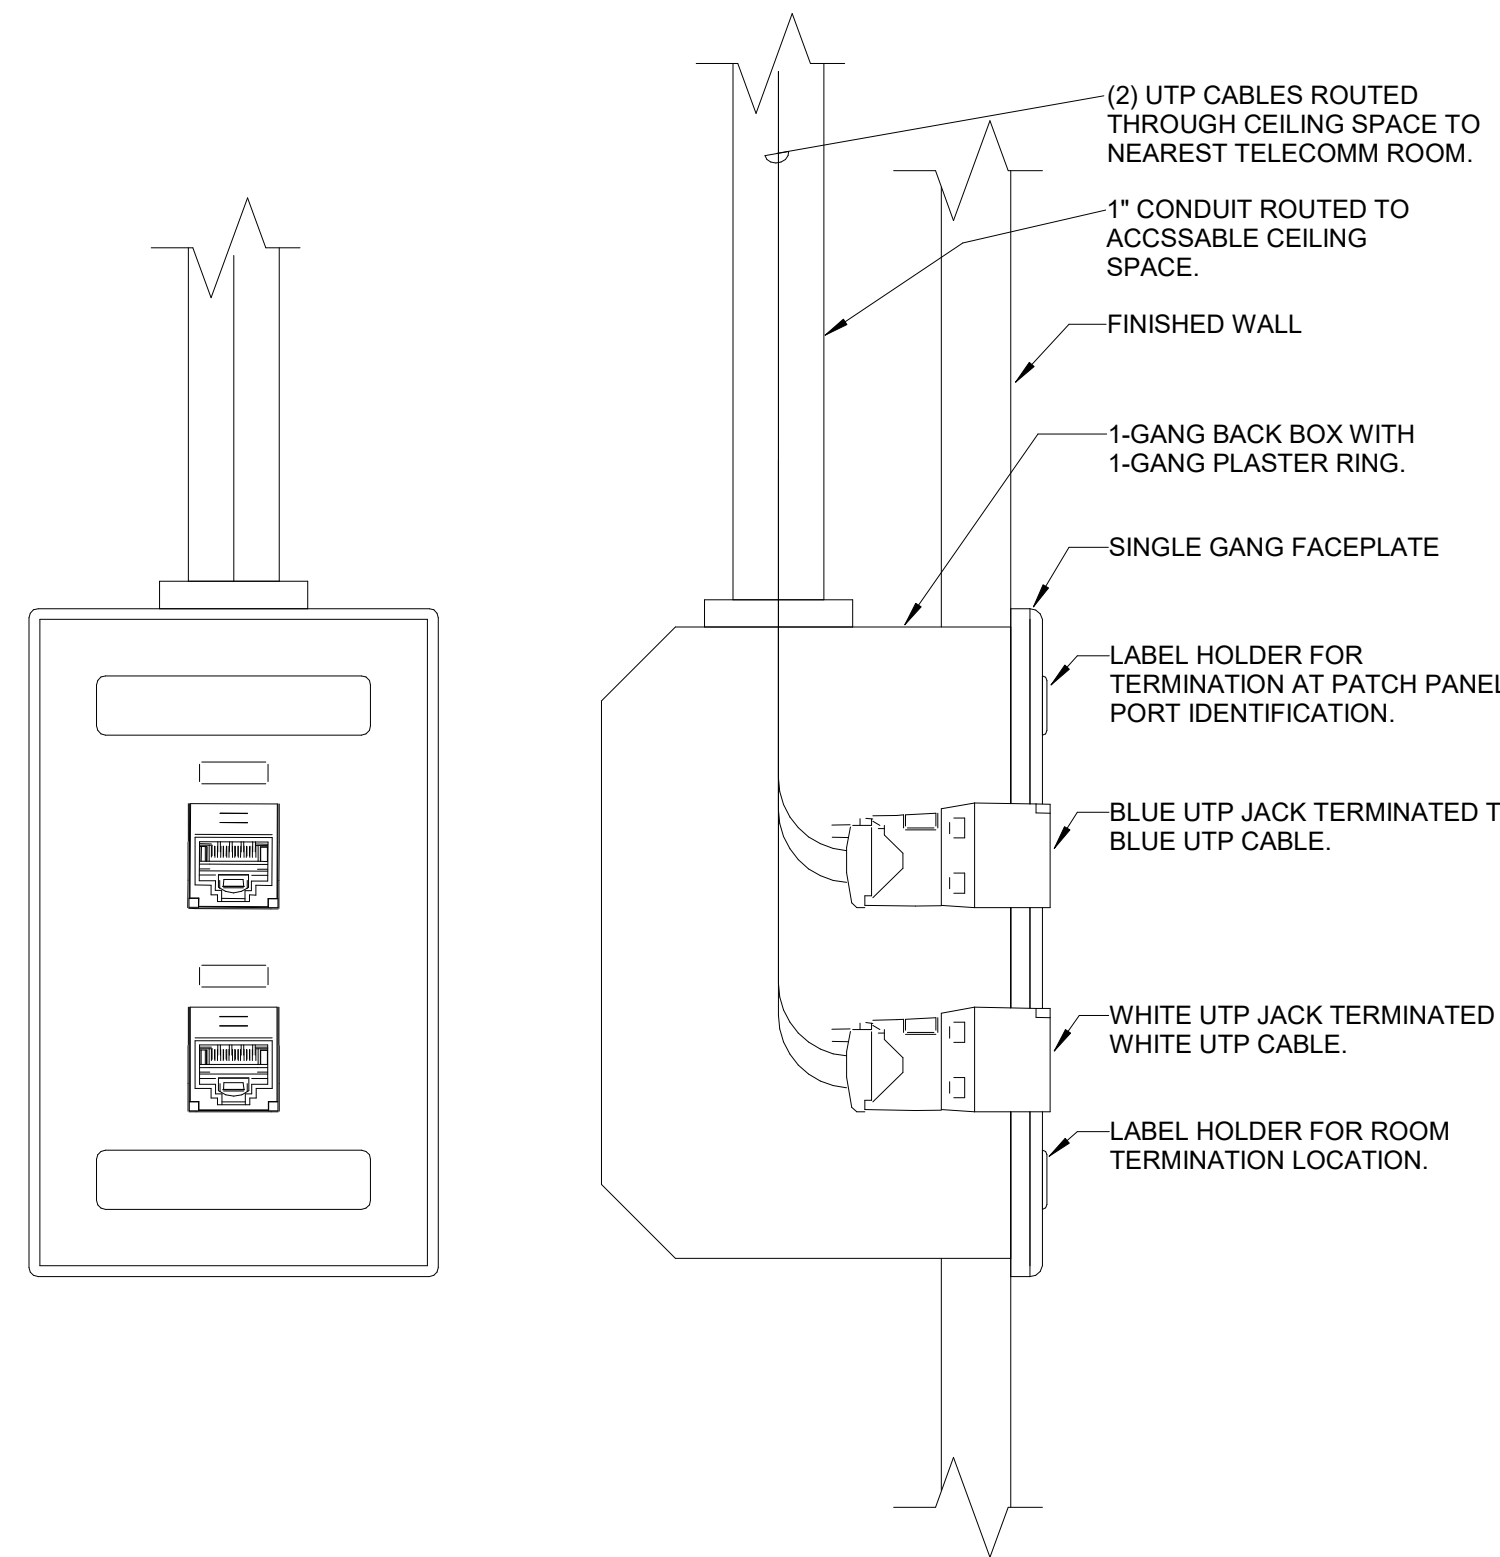 (2) UTP CABLES ROUTED
THROUGH CEILING SPACE TO
NEAREST TELECOMM ROOM.
1" CONDUIT ROUTED TO
ACCSSABLE CEILING
SPACE.
FINISHED WALL
1-GANG BACK BOX WITH
1-GANG PLASTER RING.
SINGLE GANG FACEPLATE
LABEL HOLDER FOR
TERMINATION AT PATCH PANEL
PORT IDENTIFICATION.
BLUE UTP JACK TERMINATED T
BLUE UTP CABLE.
WHITE UTP JACK TERMINATED
WHITE UTP CABLE.
LABEL HOLDER FOR ROOM
TERMINATION LOCATION.